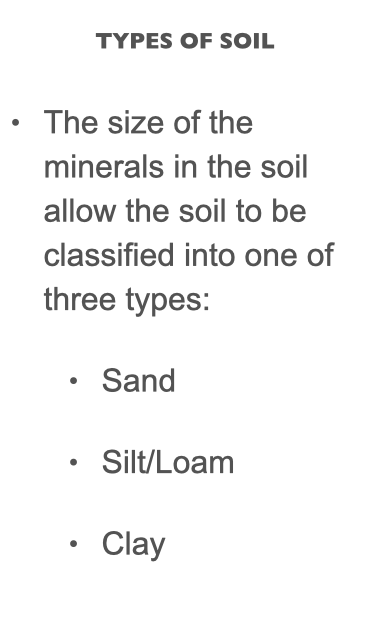 TYPES OF SOIL
• The size of the
minerals in the soil
allow the soil to be
classified into one of
three types:
• Sand
• Silt/Loam
• Clay